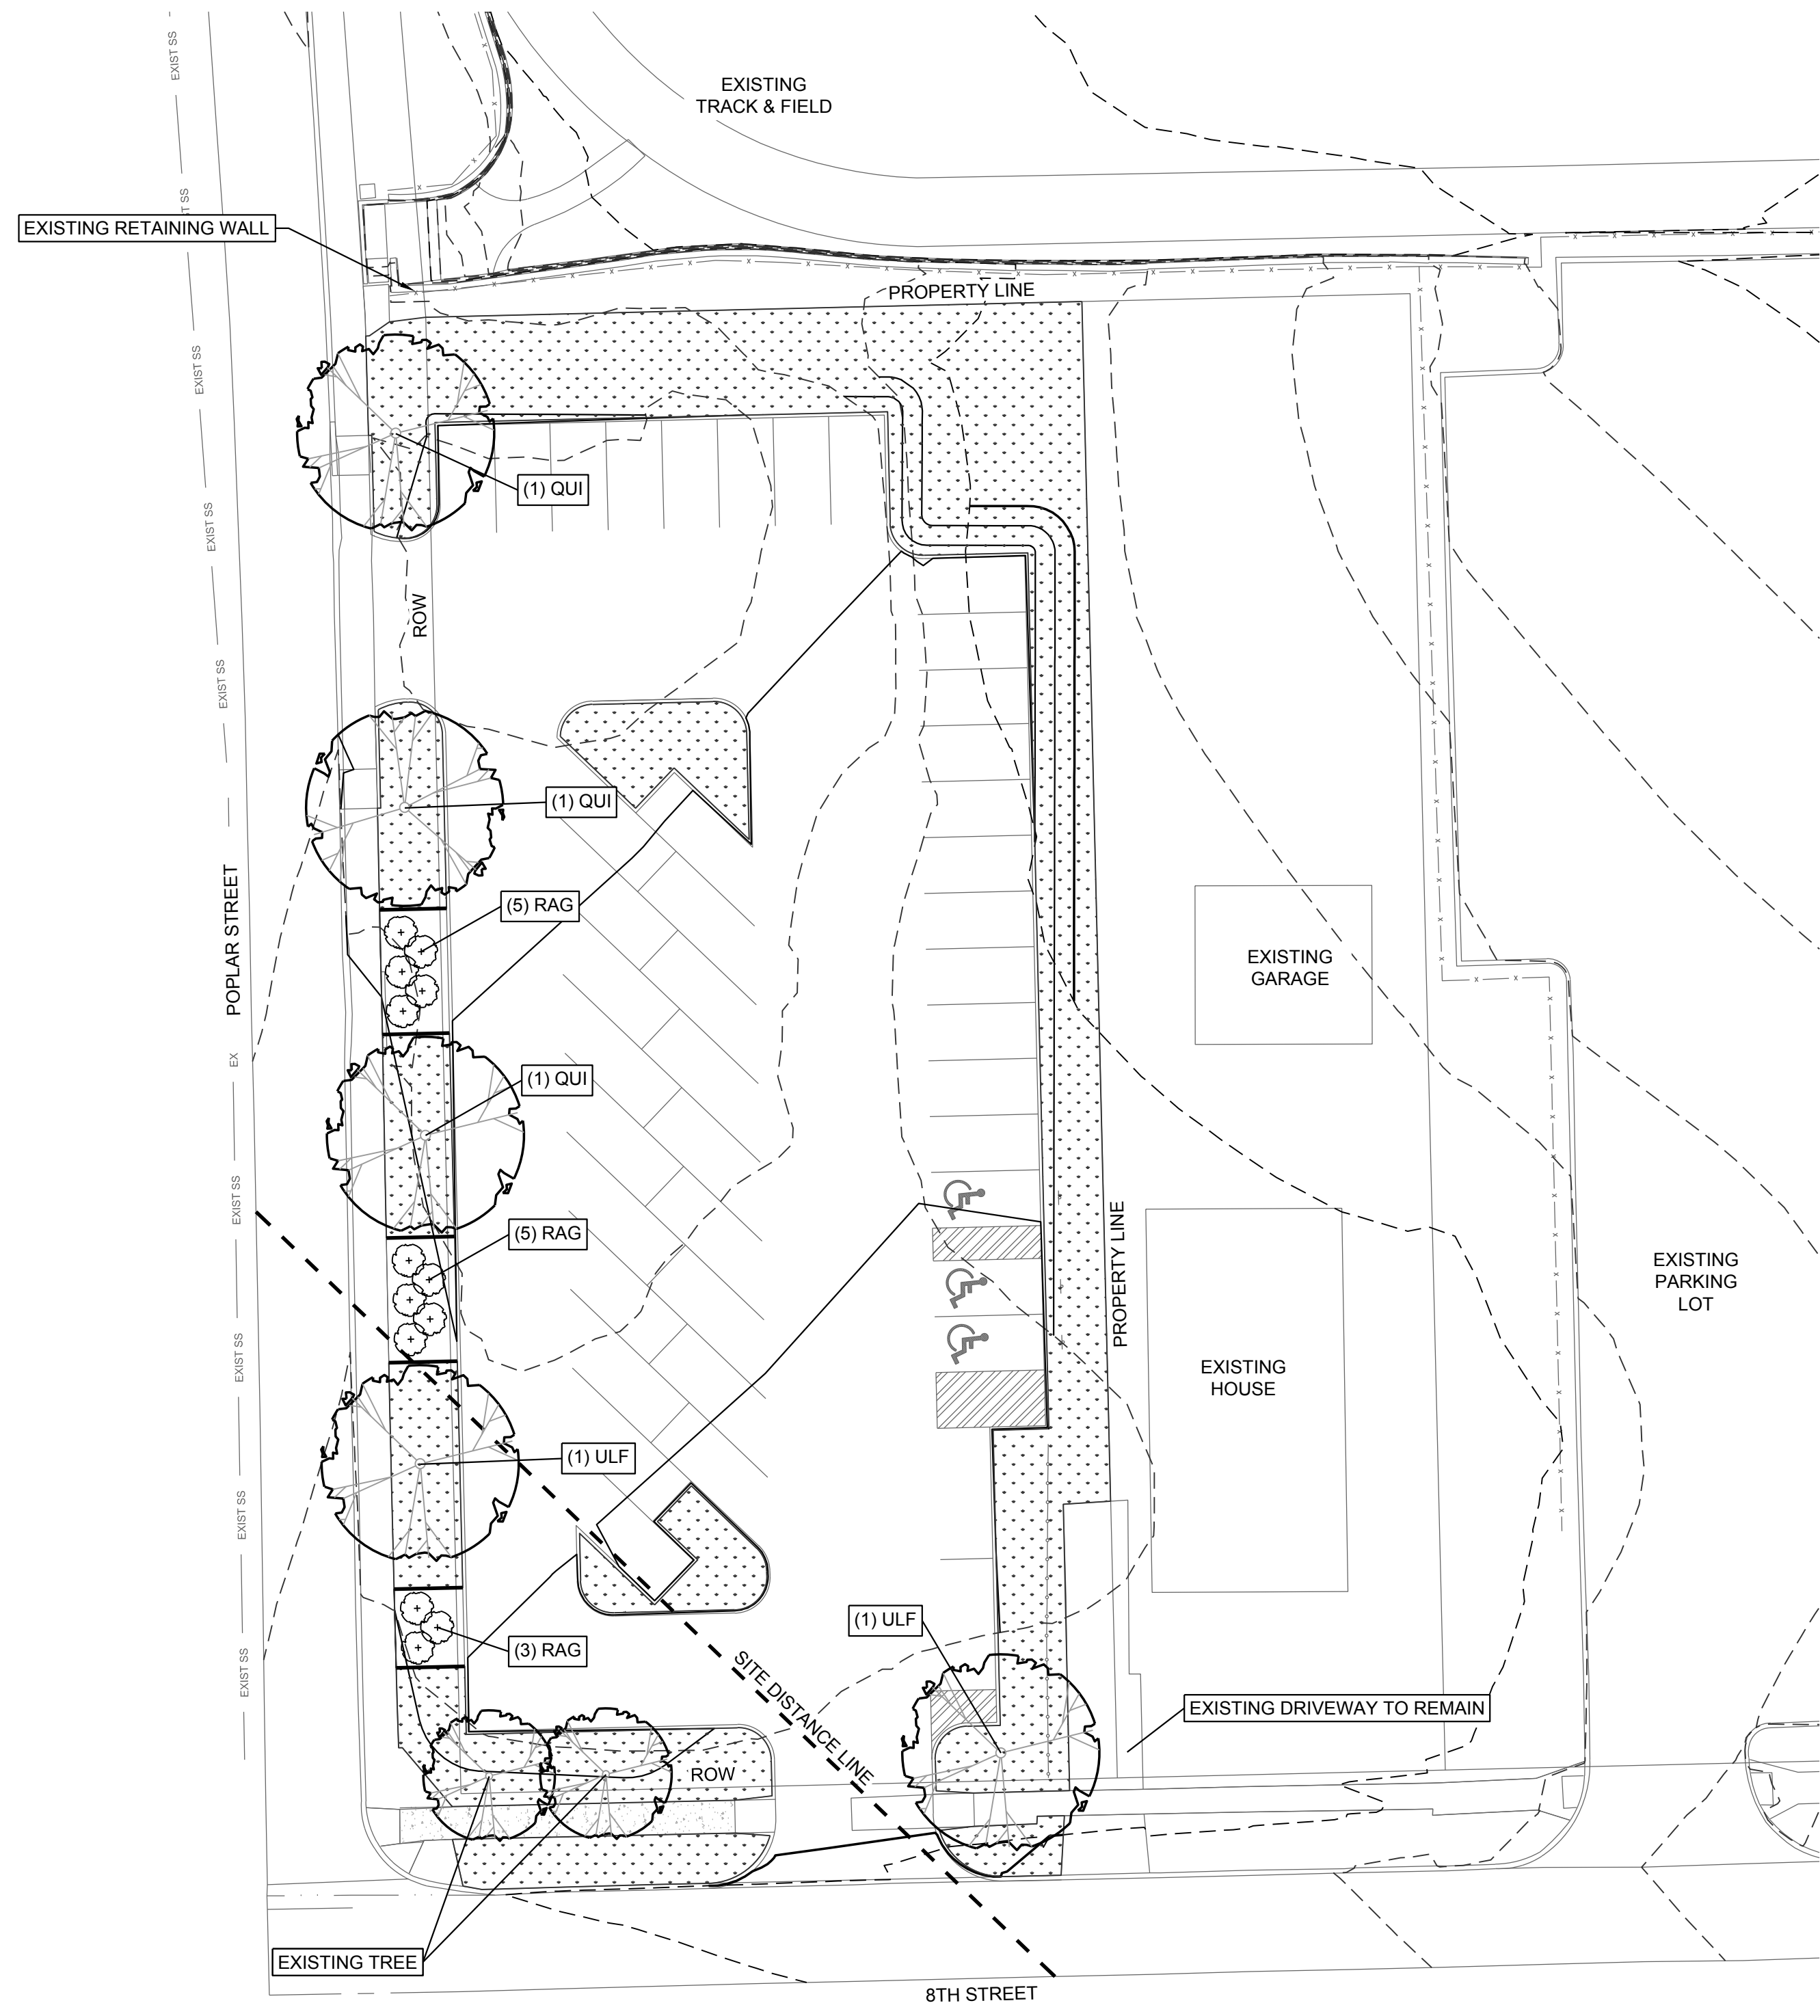 EXIST SS
EXISTING
TRACK & FIELD
T SS
EXISTING RETAINING WALL
PROPERTY LINE
EXIST SS
(1) QUI
EXIST SS
ROW
EXIST SS
(1) QUI
(5) RAG
POPLAR STREET
EXISTING
GARAGE
EX
(1) QUI
EXIST SS
(5) RAG
PROPERTY LINE
EXISTING
PARKING
LOT
EXIST SS
EXISTING
HOUSE
(1) ULF
EXIST SS
(1) ULF
(3) RAG
EXIST SS
SITE DISTANCE LINE
EXISTING DRIVEWAY TO REMAIN
ROW
EXISTING TREE
8TH STREET